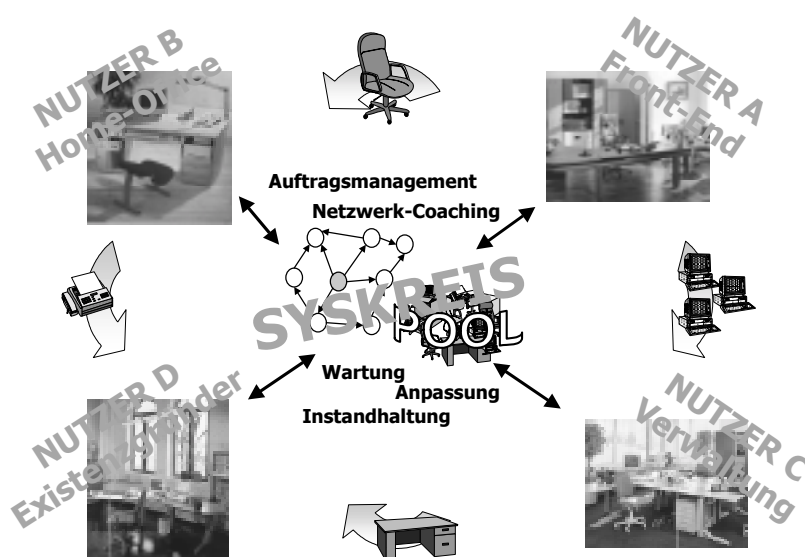 NUTZER B
Home-Office
NUTZER A
Front-End
Auftragsmanagement
Netzwerk-Coaching
SYSKREIS
POOL
Wartung
Anpassung
Instandhaltung
NUTZER D
Existenzgründer
NUTZER C
Verwaltung